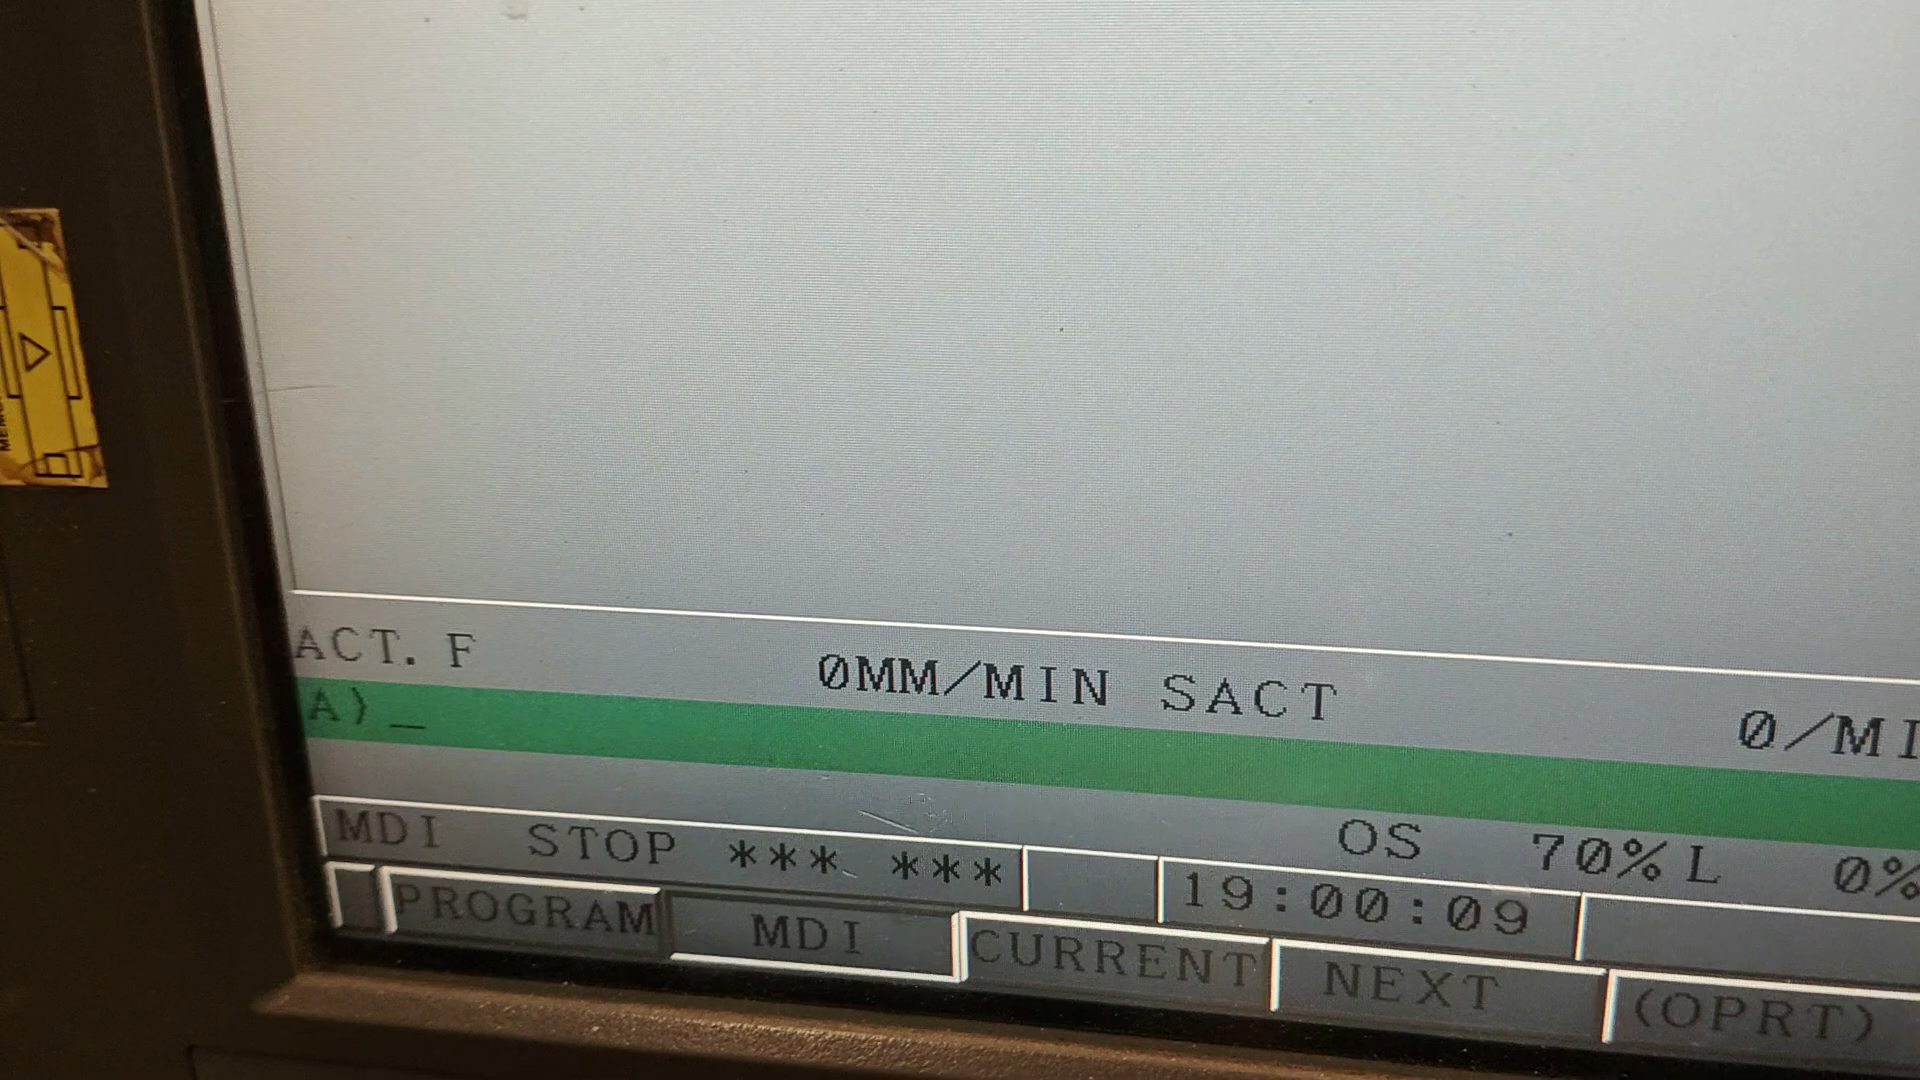 ACT. F 0MM/MIN SACT 0/MI
A)_
OS 70% L 0%
MDI STOP *** *** 19:00:09
PROGRAM MDI CURRENT NEXT (OPRT)